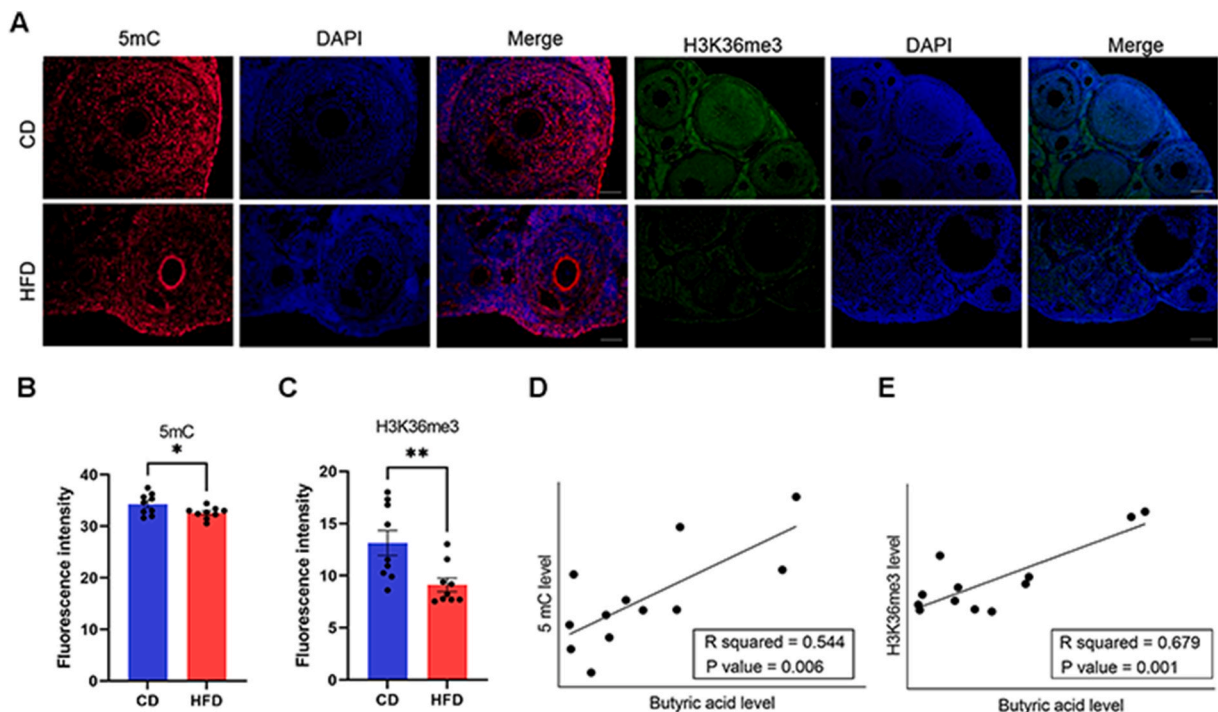 A
5mC DAPI Merge H3K36me3 DAPI Merge
CD
HFD
B
5mC
*
Fluorescence intensity
40
30
20
10
0
CD HFD
C
H3K36me3
**
Fluorescence intensity
20
15
10
5
0
CD HFD
D
5 mC level
R squared = 0.544
P value = 0.006
Butyric acid level
E
H3K36me3 level
R squared = 0.679
P value = 0.001
Butyric acid level